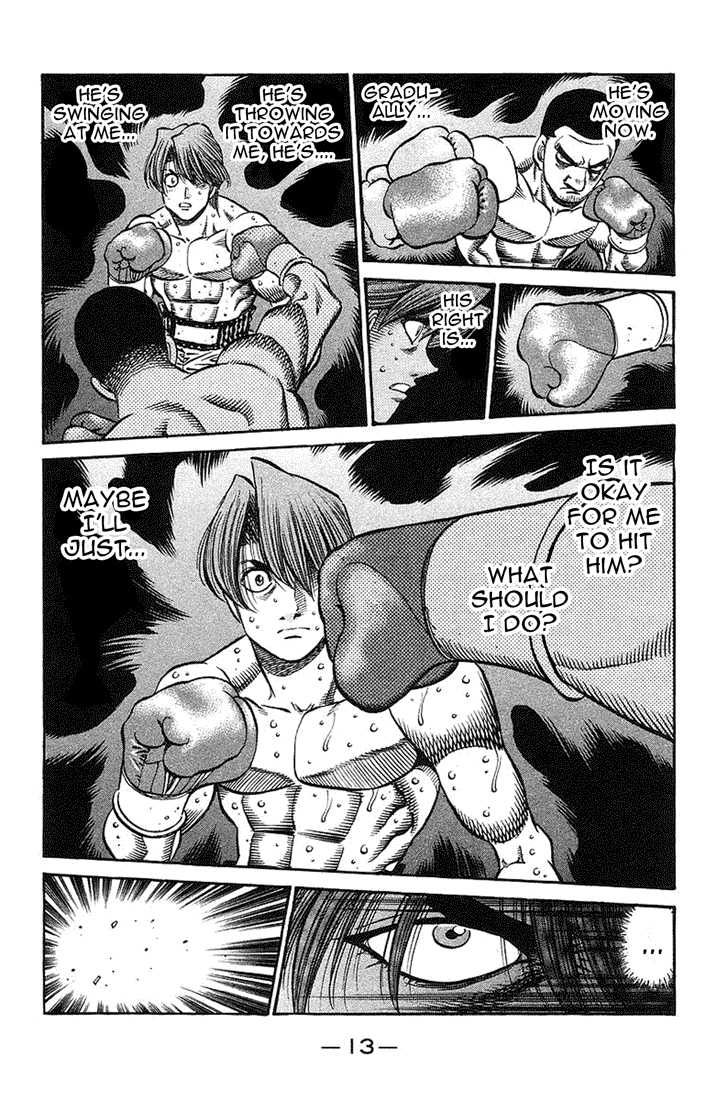 HE'S
MOVING
NOW.
GRADU-
ALLY...
HE'S
THROWING
IT TOWARDS
ME, HE'S....
HE'S
SWINGING
AT ME...
HIS
RIGHT
IS...
IS IT
OKAY
FOR ME
TO HIT
HIM?
WHAT
SHOULD
I DO?
MAYBE
I'LL
JUST...
...
—13—